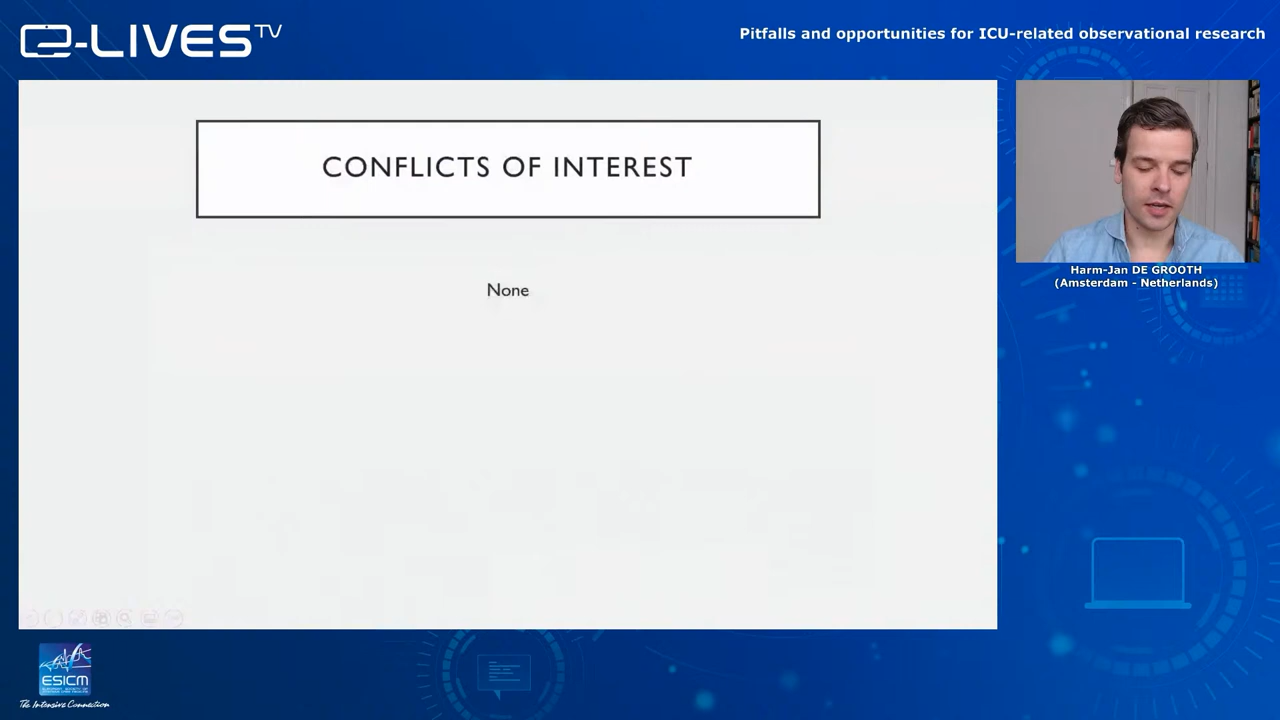 e-LIVES TV
Pitfalls and opportunities for ICU-related observational research
CONFLICTS OF INTEREST
None
Harm-Jan DE GROOTH
(Amsterdam - Netherlands)
ESICM
The Intensive Connection